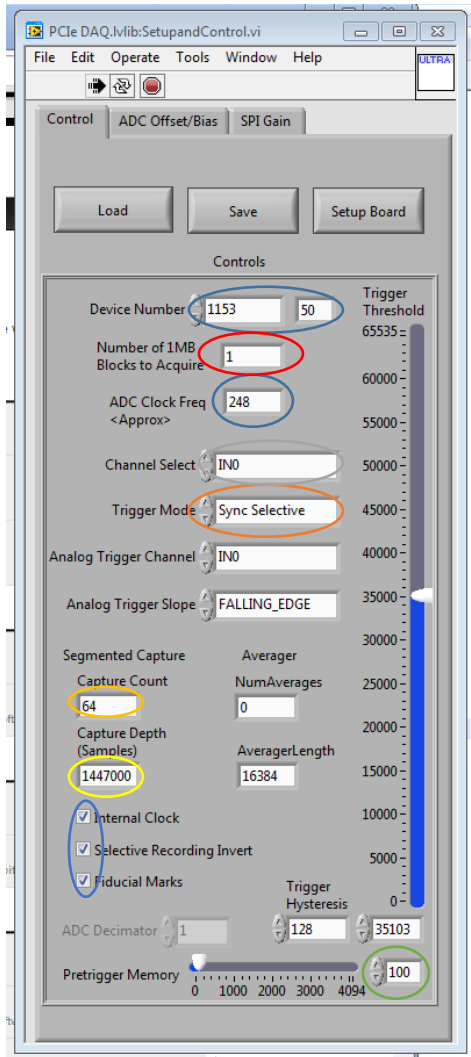 PCIe DAQ.lvlib:SetupandControl.vi
File Edit Operate Tools Window Help
ULTRA
Control ADC Offset/Bias SPI Gain
Load Save Setup Board
Controls
Device Number 1153 50
Trigger
Threshold
Number of 1MB
Blocks to Acquire 1
ADC Clock Freq 248
<Approx>
Channel Select IN0
Trigger Mode Sync Selective
Analog Trigger Channel IN0
Analog Trigger Slope FALLING_EDGE
65535
60000
55000
50000
45000
40000
35000
30000
25000
20000
15000
10000
5000
0
Segmented Capture Averager
Capture Count NumAverages
64 0
Capture Depth
(Samples) AveragerLength
1447000 16384
Internal Clock
Selective Recording Invert
Fiducial Marks
Trigger
Hysteresis
ADC Decimator 1 128 35103
Pretrigger Memory 100
0 1000 2000 3000 4094